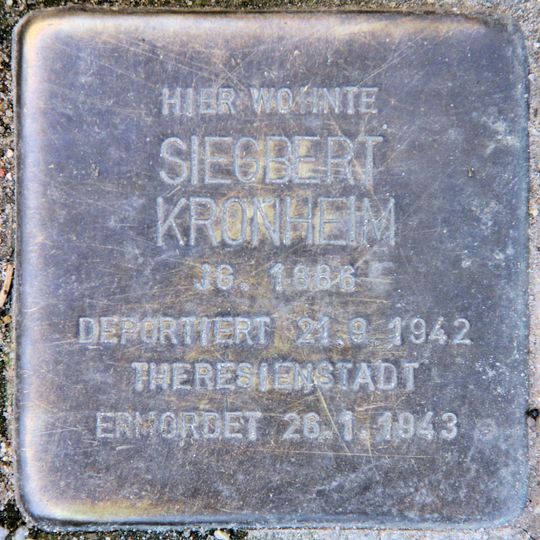 HIER WOHNTE
SIEGBERT
KRONHEIM
JG. 1886
DEPORTIERT 21.9.1942
THERESIENSTADT
ERMORDET 26.1.1943